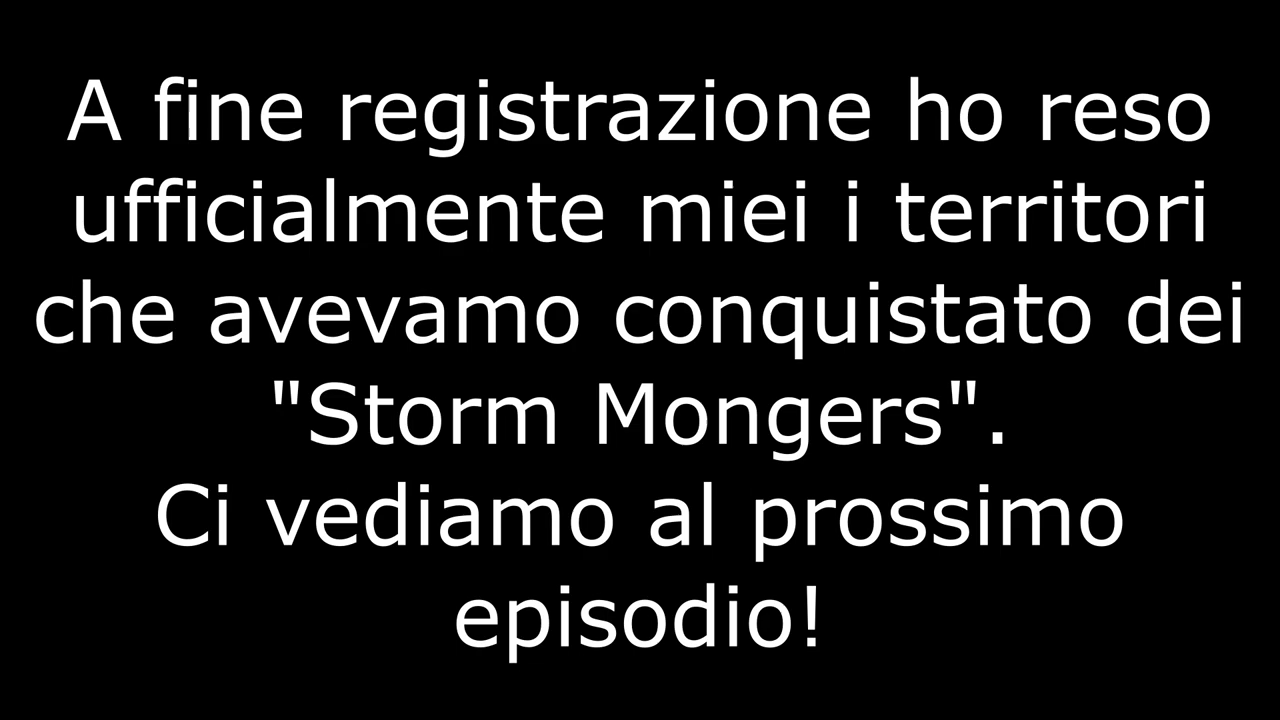 A fine registrazione ho reso
ufficialmente miei i territori
che avevamo conquistato dei
"Storm Mongers".
Ci vediamo al prossimo
episodio!